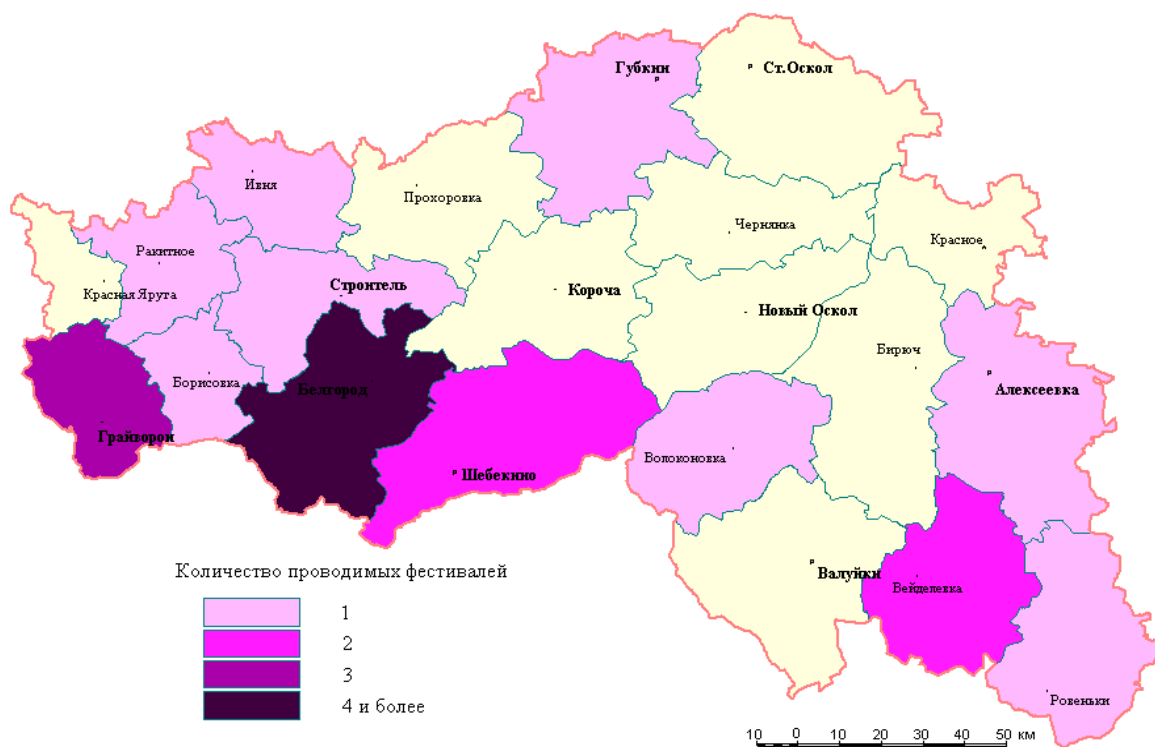 Губкин
Ст.Оскол
Ивня
Прохоровка
Чернянка
Красное
Ракитное
Красная Яруга
Строитель
Короча
Новый Оскол
Бирюч
Борисовка
Белгород
Алексеевка
Грайворон
Шебекино
Волоконовка
Валуйки
Вейделевка
Ровеньки
Количество проводимых фестивалей
1
2
3
4 и более
10 0 10 20 30 40 50 км